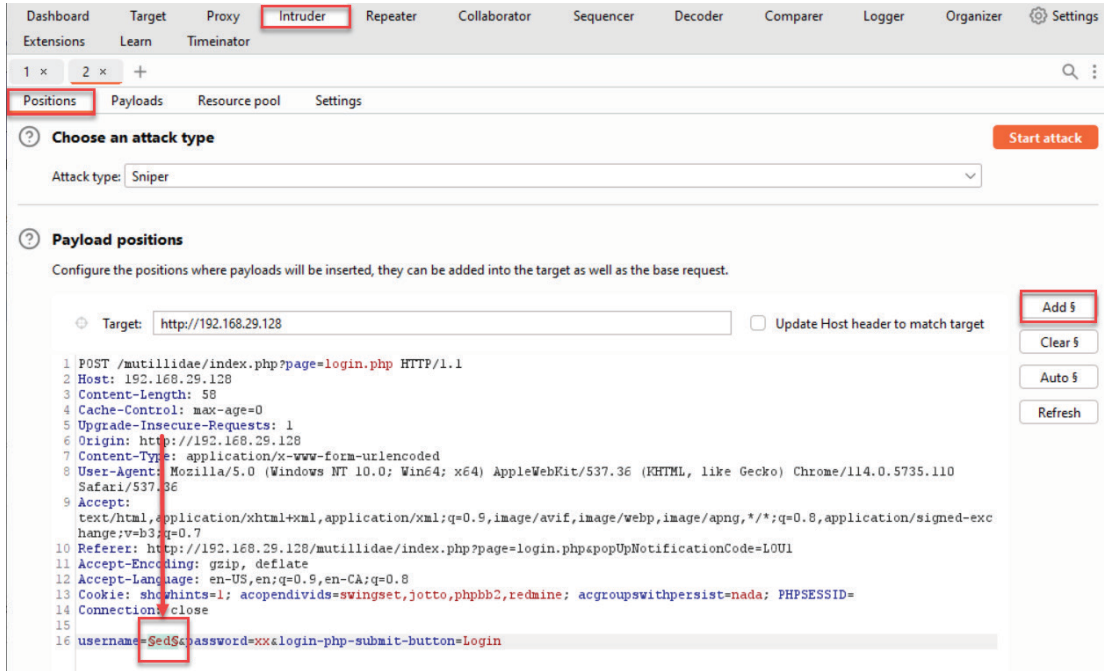 Dashboard Target Proxy Intruder Repeater Collaborator Sequencer Decoder Comparer Logger Organizer Settings
Extensions Learn Timeinator
1 × 2 × +
Positions Payloads Resource pool Settings
? Choose an attack type Start attack
Attack type: Sniper
? Payload positions
Configure the positions where payloads will be inserted, they can be added into the target as well as the base request.
Add §
Target: http://192.168.29.128 Update Host header to match target
Clear §
Auto §
Refresh
1 POST /mutillidae/index.php?page=login.php HTTP/1.1
2 Host: 192.168.29.128
3 Content-Length: 58
4 Cache-Control: max-age=0
5 Upgrade-Insecure-Requests: 1
6 Origin: http://192.168.29.128
7 Content-Type: application/x-www-form-urlencoded
8 User-Agent: Mozilla/5.0 (Windows NT 10.0; Win64; x64) AppleWebKit/537.36 (KHTML, like Gecko) Chrome/114.0.5735.110
Safari/537.36
9 Accept:
text/html,application/xhtml+xml,application/xml;q=0.9,image/avif,image/webp,image/apng,*/*;q=0.8,application/signed-exc
hange;v=b3;q=0.7
10 Referer: http://192.168.29.128/mutillidae/index.php?page=login.php&popUpNotificationCode=LOU1
11 Accept-Encoding: gzip, deflate
12 Accept-Language: en-US,en;q=0.9,en-CA;q=0.8
13 Cookie: showhints=1; acopendivids=swingset,jotto,phpbb2,redmine; acgroupswithpersist=nada; PHPSESSID=
14 Connection: close
15
16 username=§ed§&password=xx&login-php-submit-button=Login